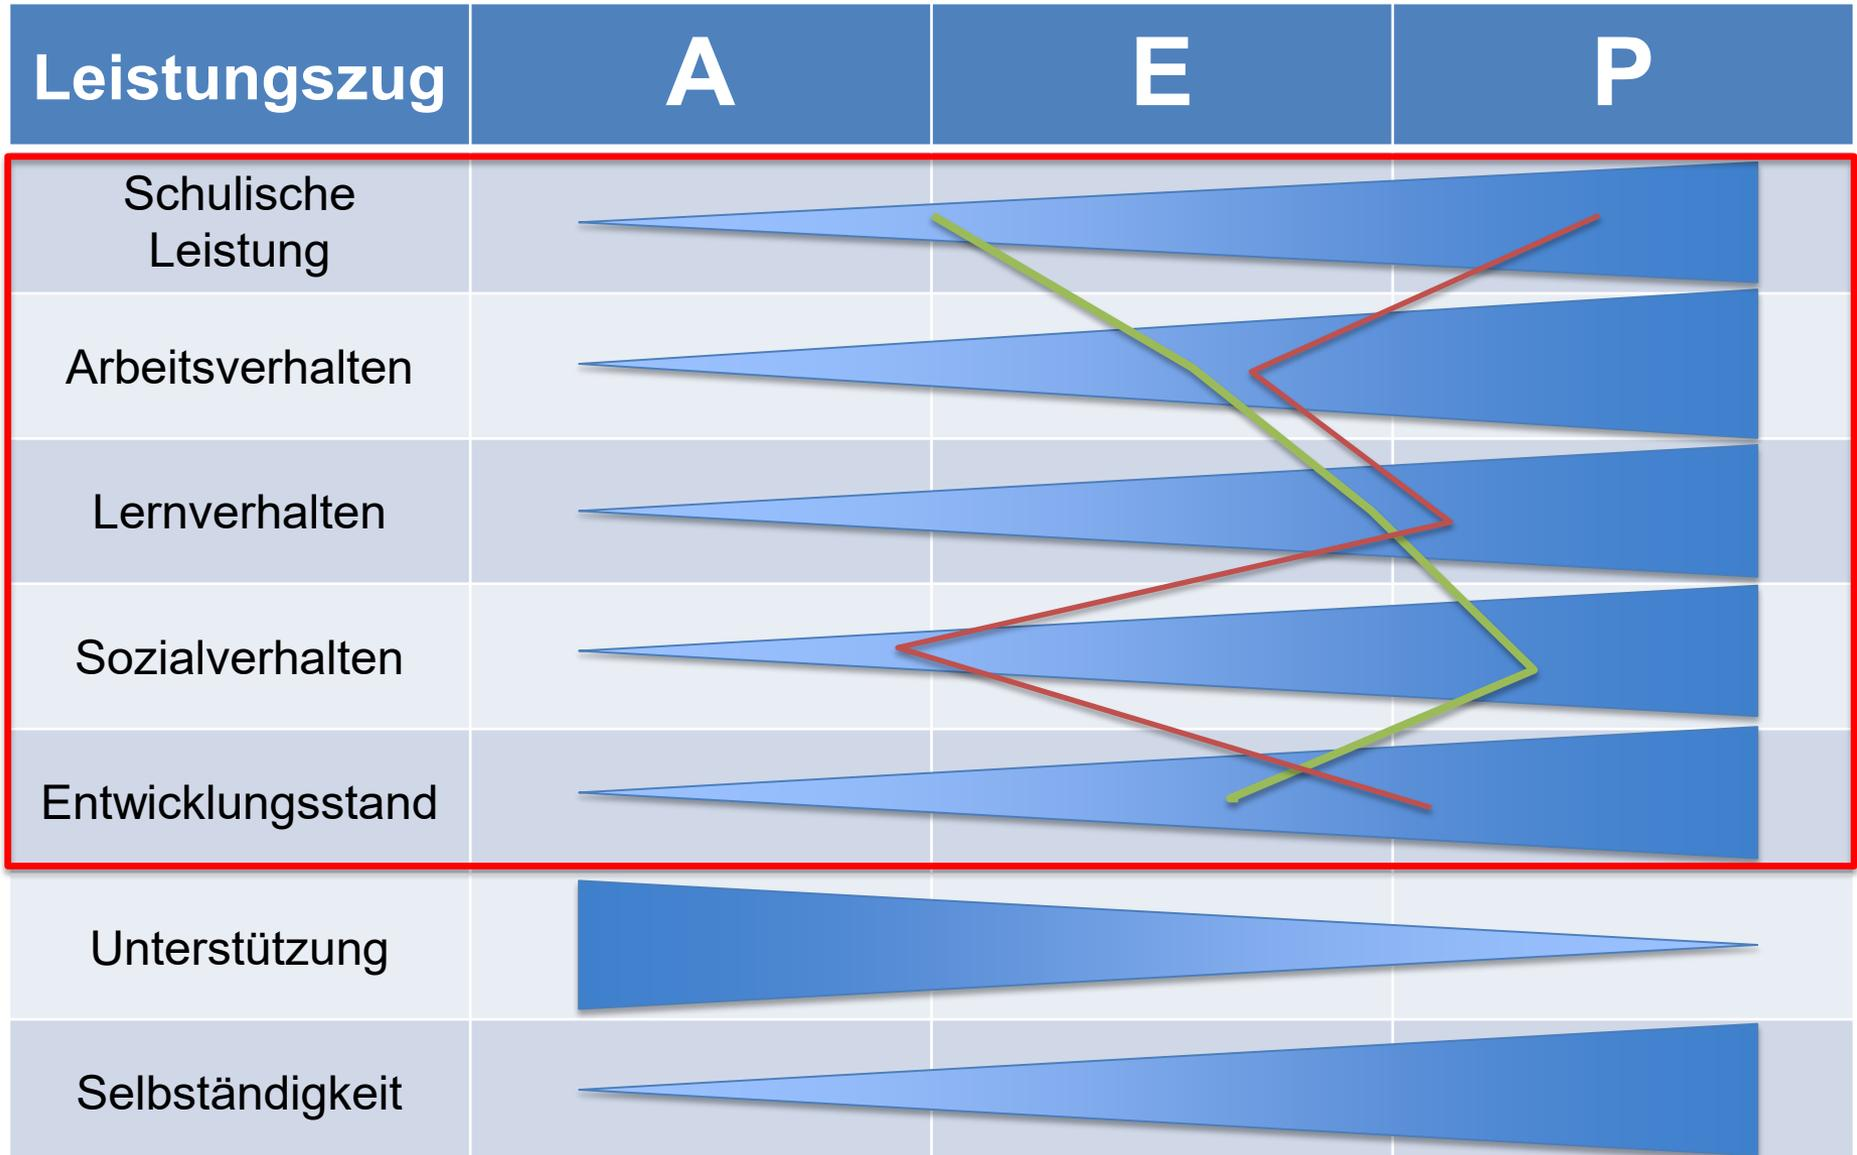 Leistungszug A E P
Schulische
Leistung
Arbeitsverhalten
Lernverhalten
Sozialverhalten
Entwicklungsstand
Unterstützung
Selbständigkeit